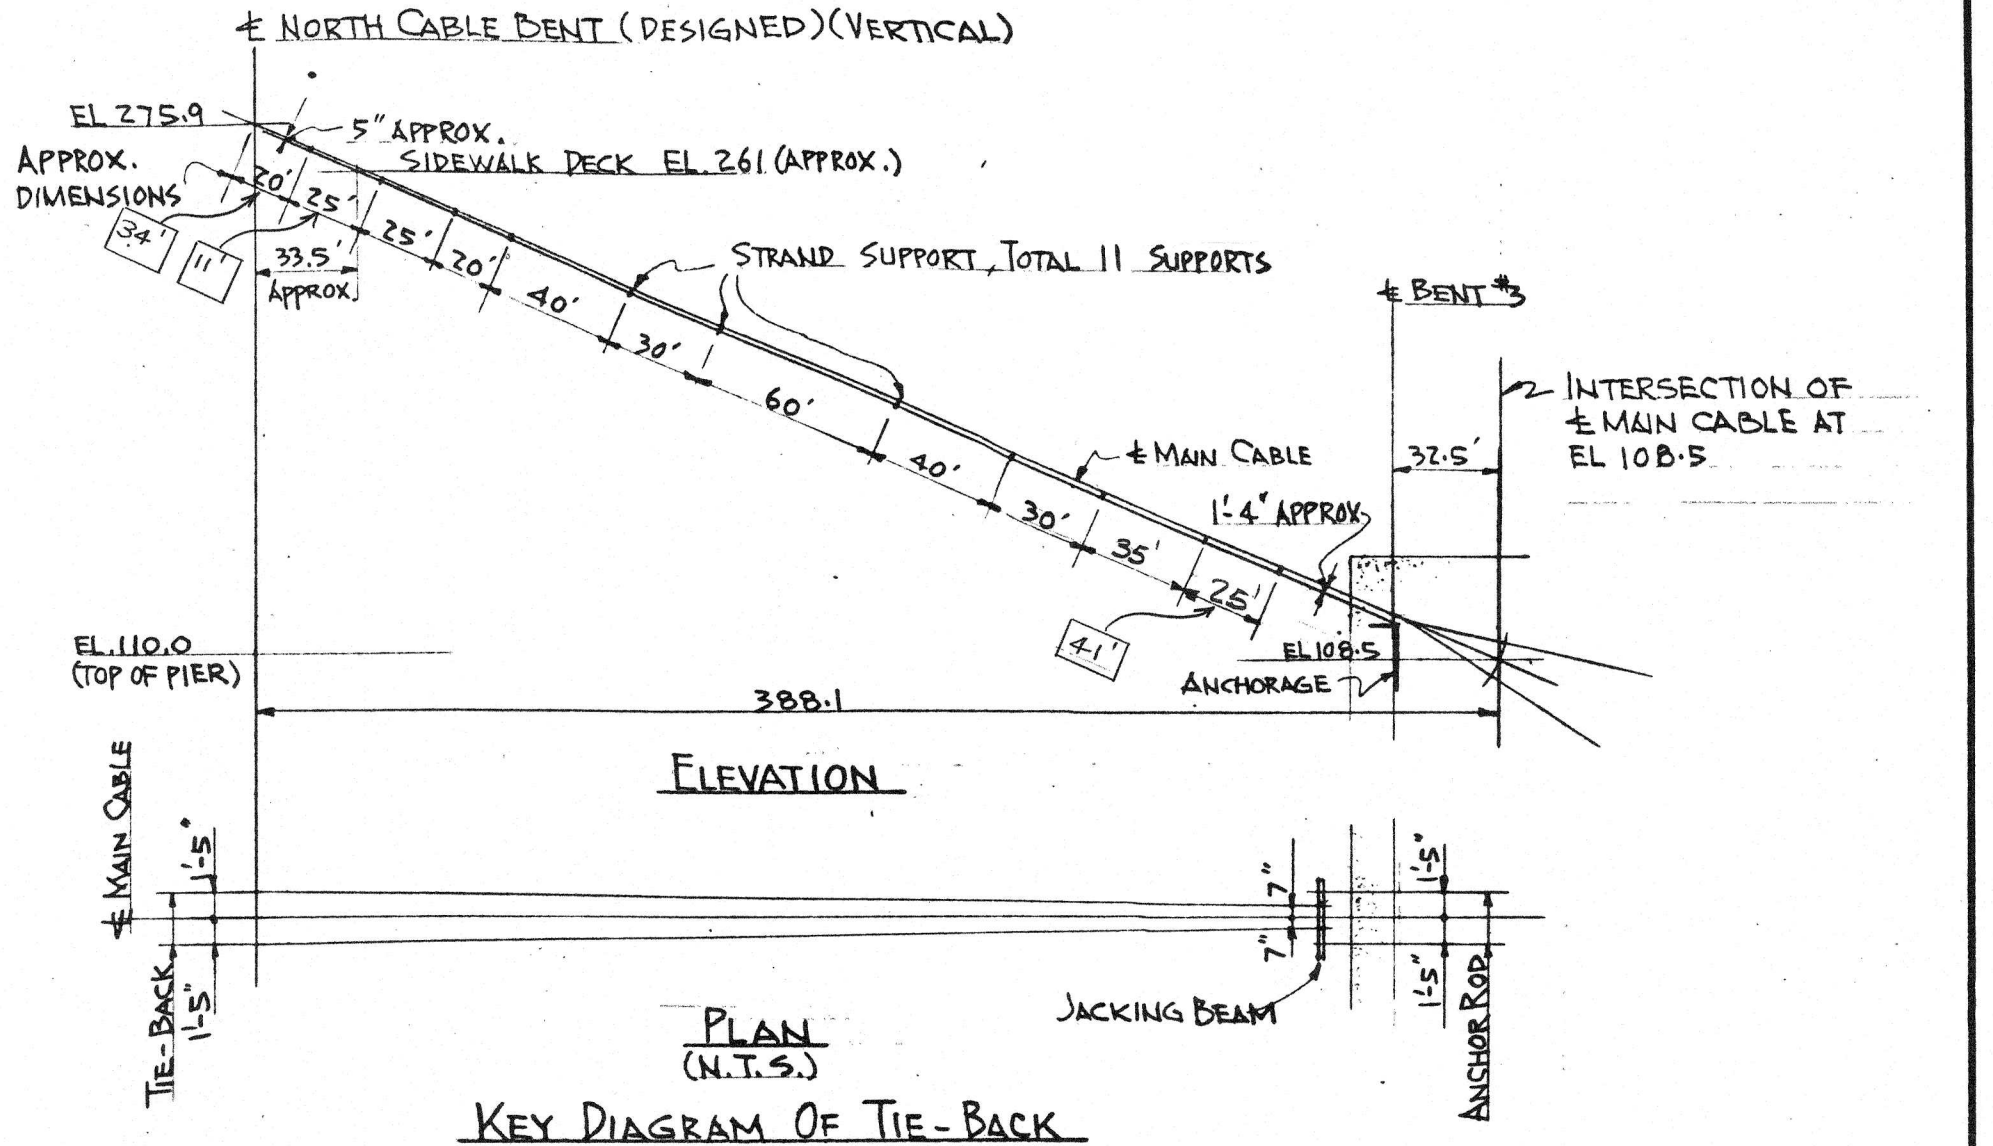 ℄ NORTH CABLE BENT (DESIGNED)(VERTICAL)
EL 275.9
5" APPROX.
SIDEWALK DECK EL. 261 (APPROX.)
APPROX.
DIMENSIONS
20'
25'
34'
11'
33.5'
APPROX.
25'
20'
40'
30'
60'
40'
30'
35'
25'
41'
STRAND SUPPORT, TOTAL 11 SUPPORTS
℄ BENT #3
INTERSECTION OF
℄ MAIN CABLE AT
EL 108.5
32.5'
℄ MAIN CABLE
1'-4" APPROX.
EL 108.5
ANCHORAGE
EL.110.0
(TOP OF PIER)
388.1
ELEVATION
℄ MAIN CABLE
1'-5"
1'-5"
TIE-BACK
7"
7"
1'-5"
1'-5"
ANCHOR ROD
JACKING BEAM
PLAN
(N.T.S.)
KEY DIAGRAM OF TIE-BACK